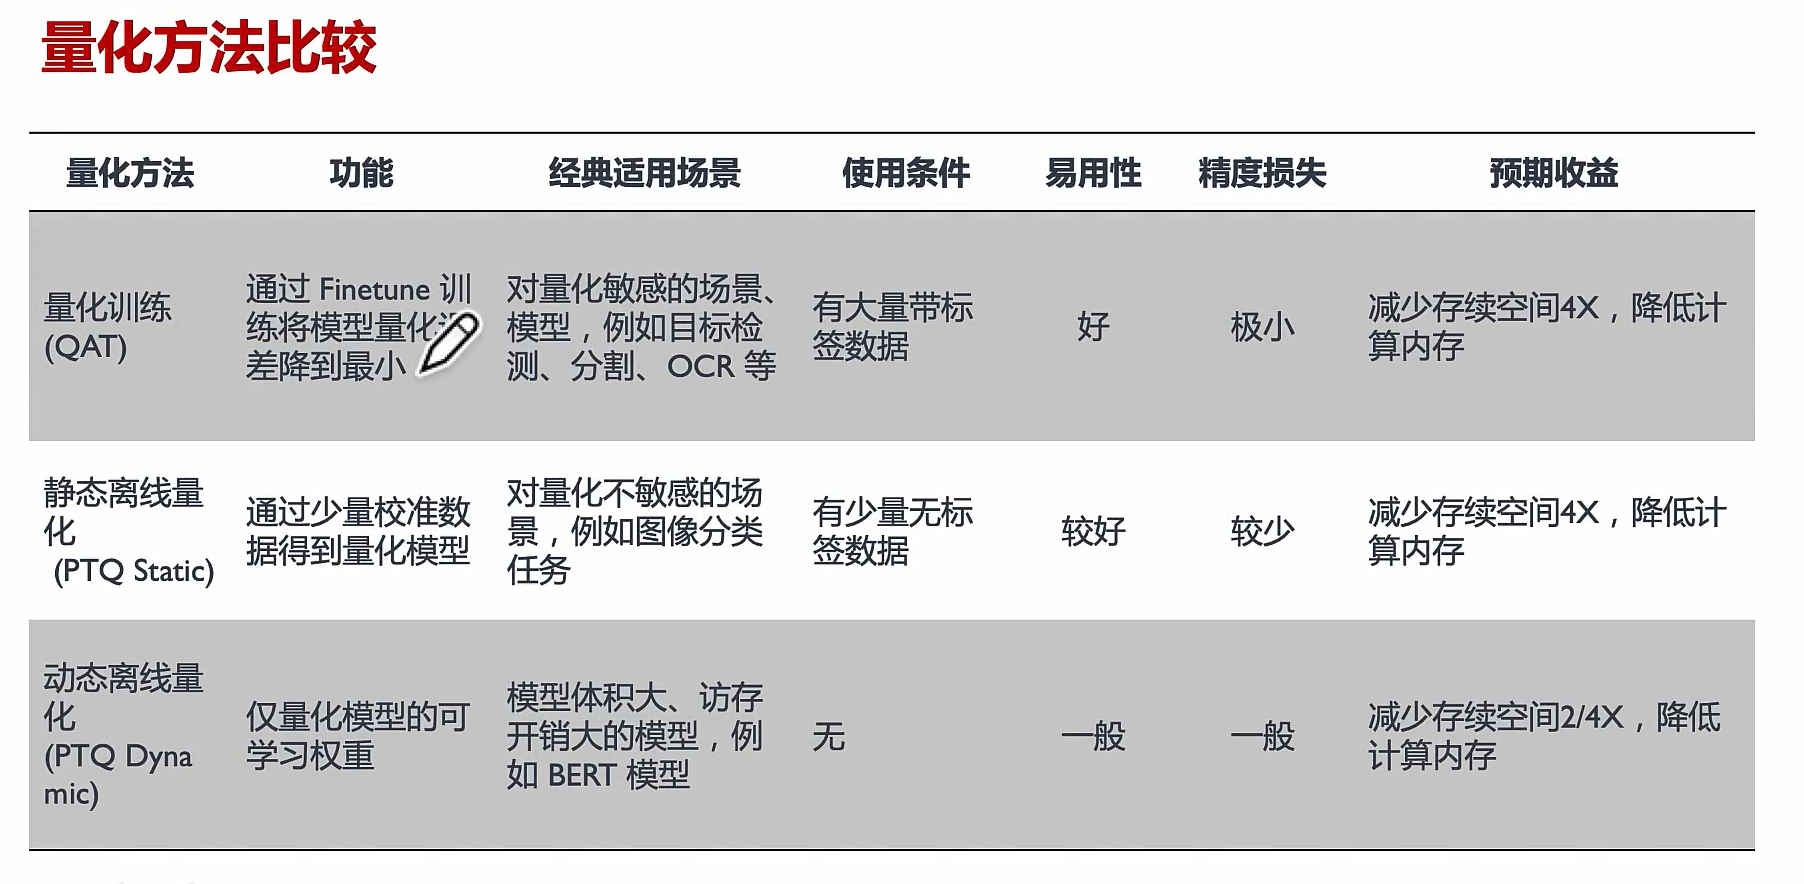 量化方法比较
量化方法 功能 经典适用场景 使用条件 易用性 精度损失 预期收益
量化训练
(QAT)
通过 Finetune 训
练将模型量化
差降到最小
对量化敏感的场景、
模型，例如目标检
测、分割、OCR 等
有大量带标
签数据
好
极小
减少存续空间4X，降低计
算内存
静态离线量
化
(PTQ Static)
通过少量校准数
据得到量化模型
对量化不敏感的场
景，例如图像分类
任务
有少量无标
签数据
较好
较少
减少存续空间4X，降低计
算内存
动态离线量
化
(PTQ Dyna
mic)
仅量化模型的可
学习权重
模型体积大、访存
开销大的模型，例
如 BERT 模型
无
一般
一般
减少存续空间2/4X，降低
计算内存